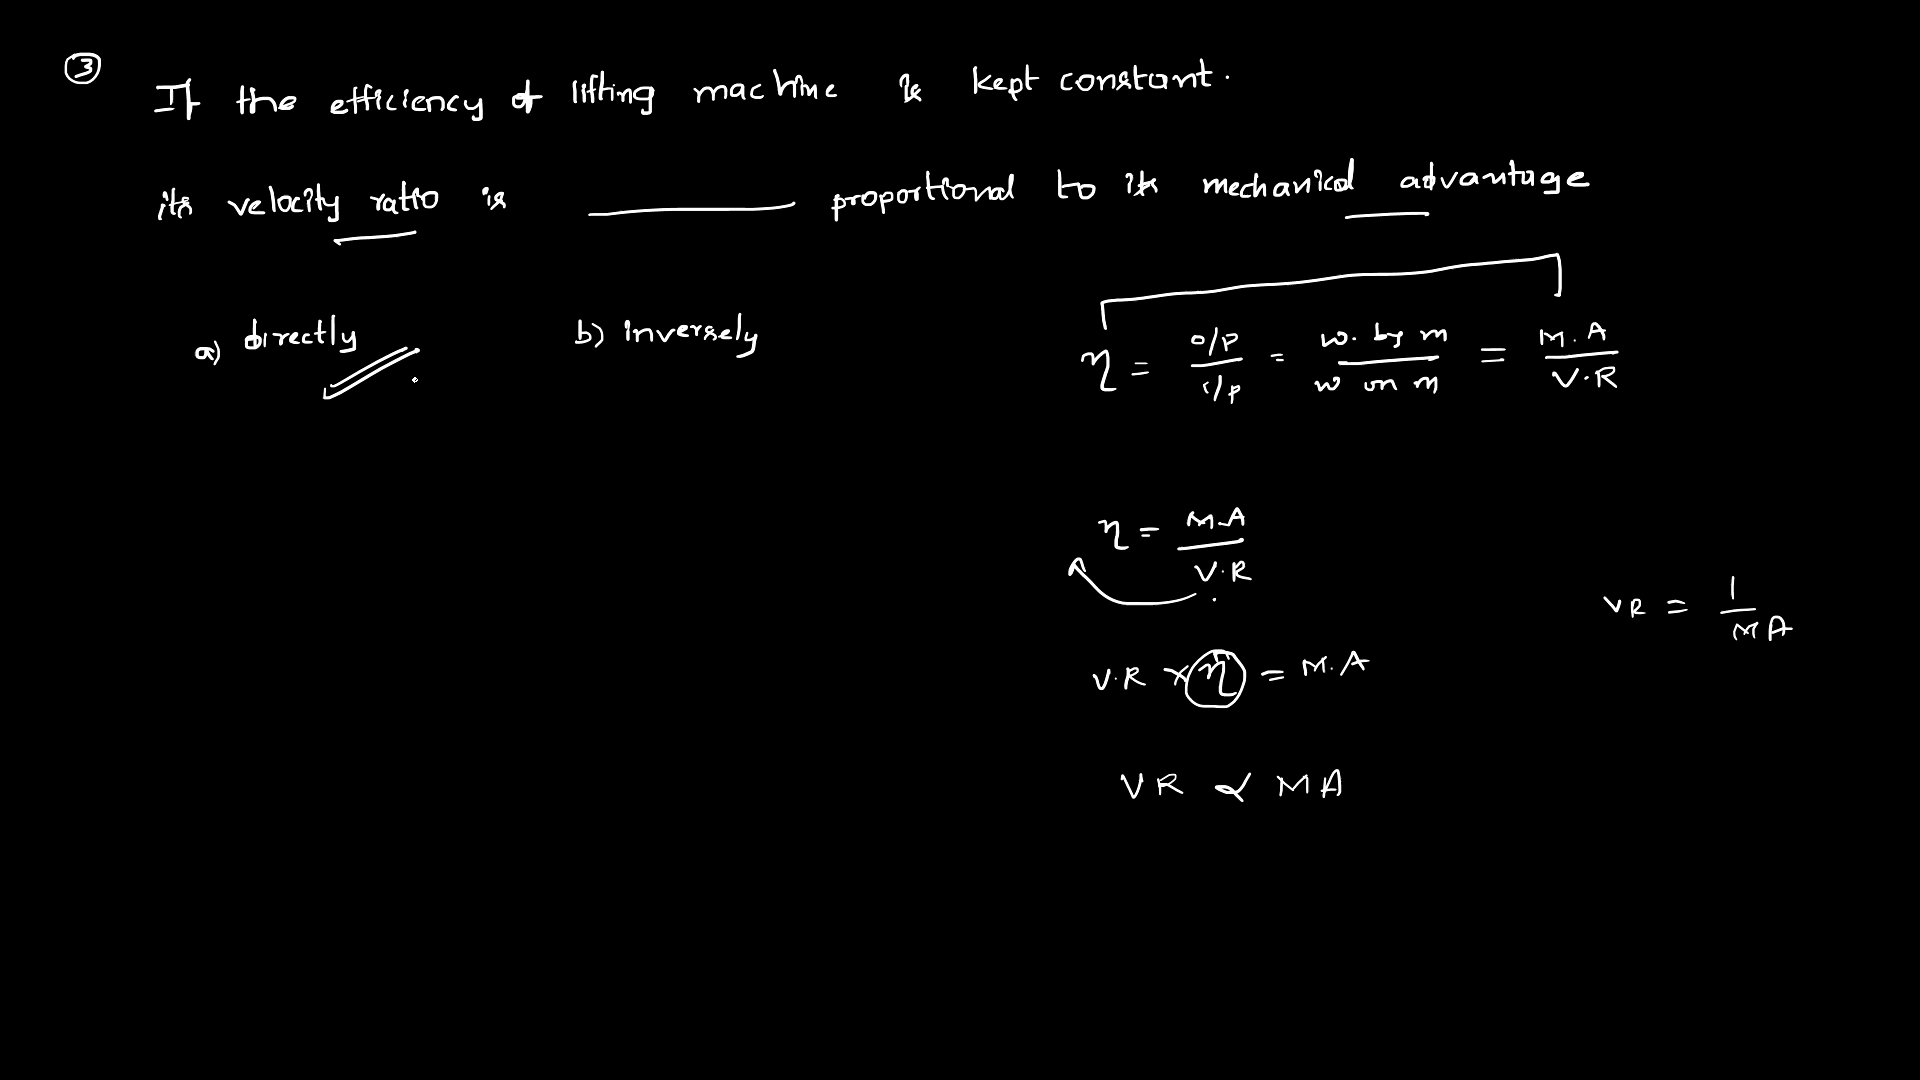 ③
If the efficiency of lifting machine is kept constant.
its velocity ratio is ______ proportional to its mechanical advantage
a) directly b) inversely
η = o/p / i/p = w. by m / w on m = M.A / V.R
η = M.A / V.R
VR = 1 / MA
V.R × η = M.A
VR ∝ MA